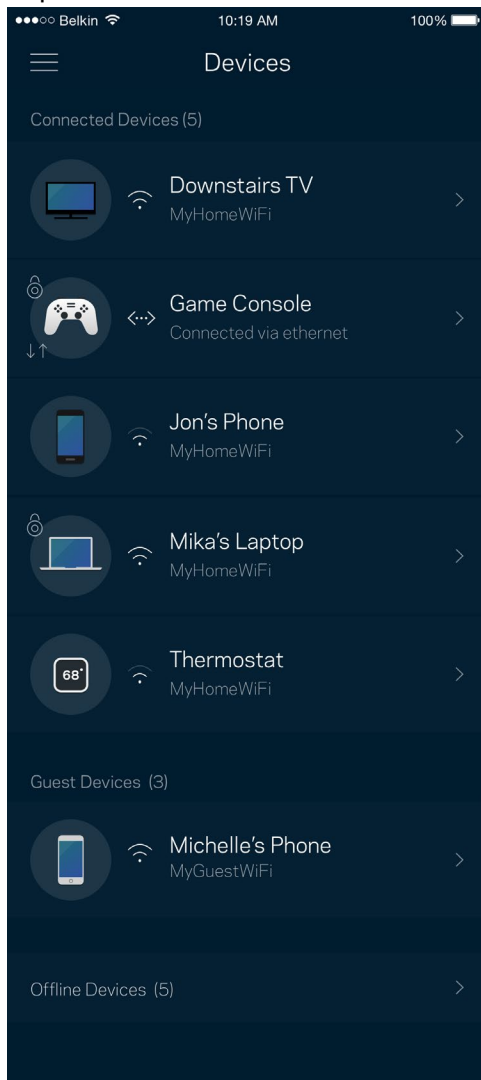 Belkin 10:19 AM 100%
Devices
Connected Devices (5)
Downstairs TV
MyHomeWiFi
Game Console
Connected via ethernet
Jon's Phone
MyHomeWiFi
Mika's Laptop
MyHomeWiFi
68°
Thermostat
MyHomeWiFi
Guest Devices (3)
Michelle's Phone
MyGuestWiFi
Offline Devices (5)